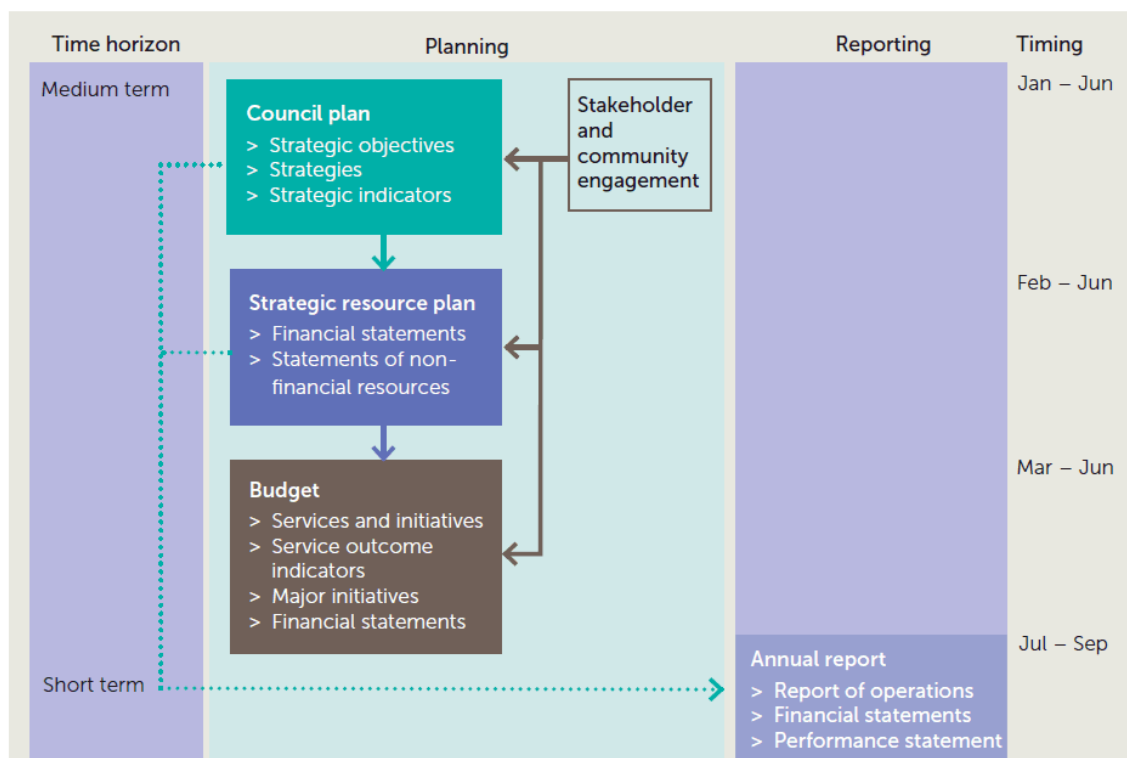 Time horizon
Planning
Reporting
Timing
Medium term
Council plan
> Strategic objectives
> Strategies
> Strategic indicators
Stakeholder
and
community
engagement
Jan – Jun
Strategic resource plan
> Financial statements
> Statements of non-
financial resources
Feb – Jun
Budget
> Services and initiatives
> Service outcome
indicators
> Major initiatives
> Financial statements
Mar – Jun
Short term
Annual report
> Report of operations
> Financial statements
> Performance statement
Jul – Sep